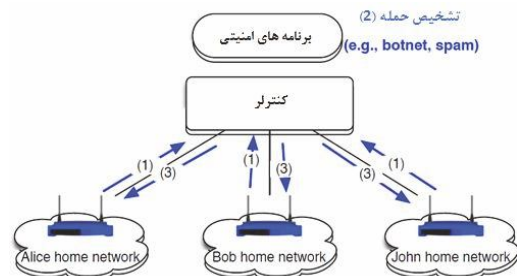 تشخیص حمله (2)
برنامه های امنیتی
(e.g., botnet, spam)
کنترلر
(1)
(3)
(1)
(3)
(3)
(1)
Alice home network
Bob home network
John home network